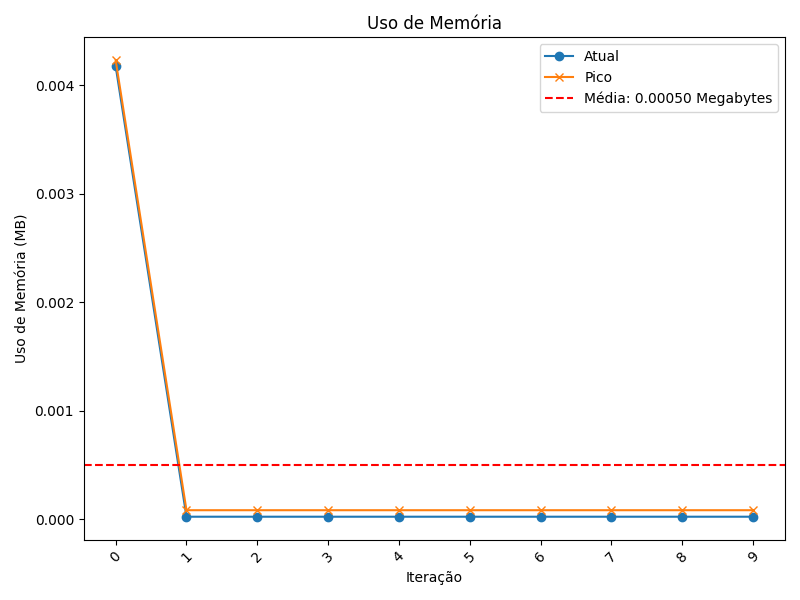 Uso de Memória
Atual
Pico
Média: 0.00050 Megabytes
Uso de Memória (MB)
0.004
0.003
0.002
0.001
0.000
0 1 2 3 4 5 6 7 8 9
Iteração